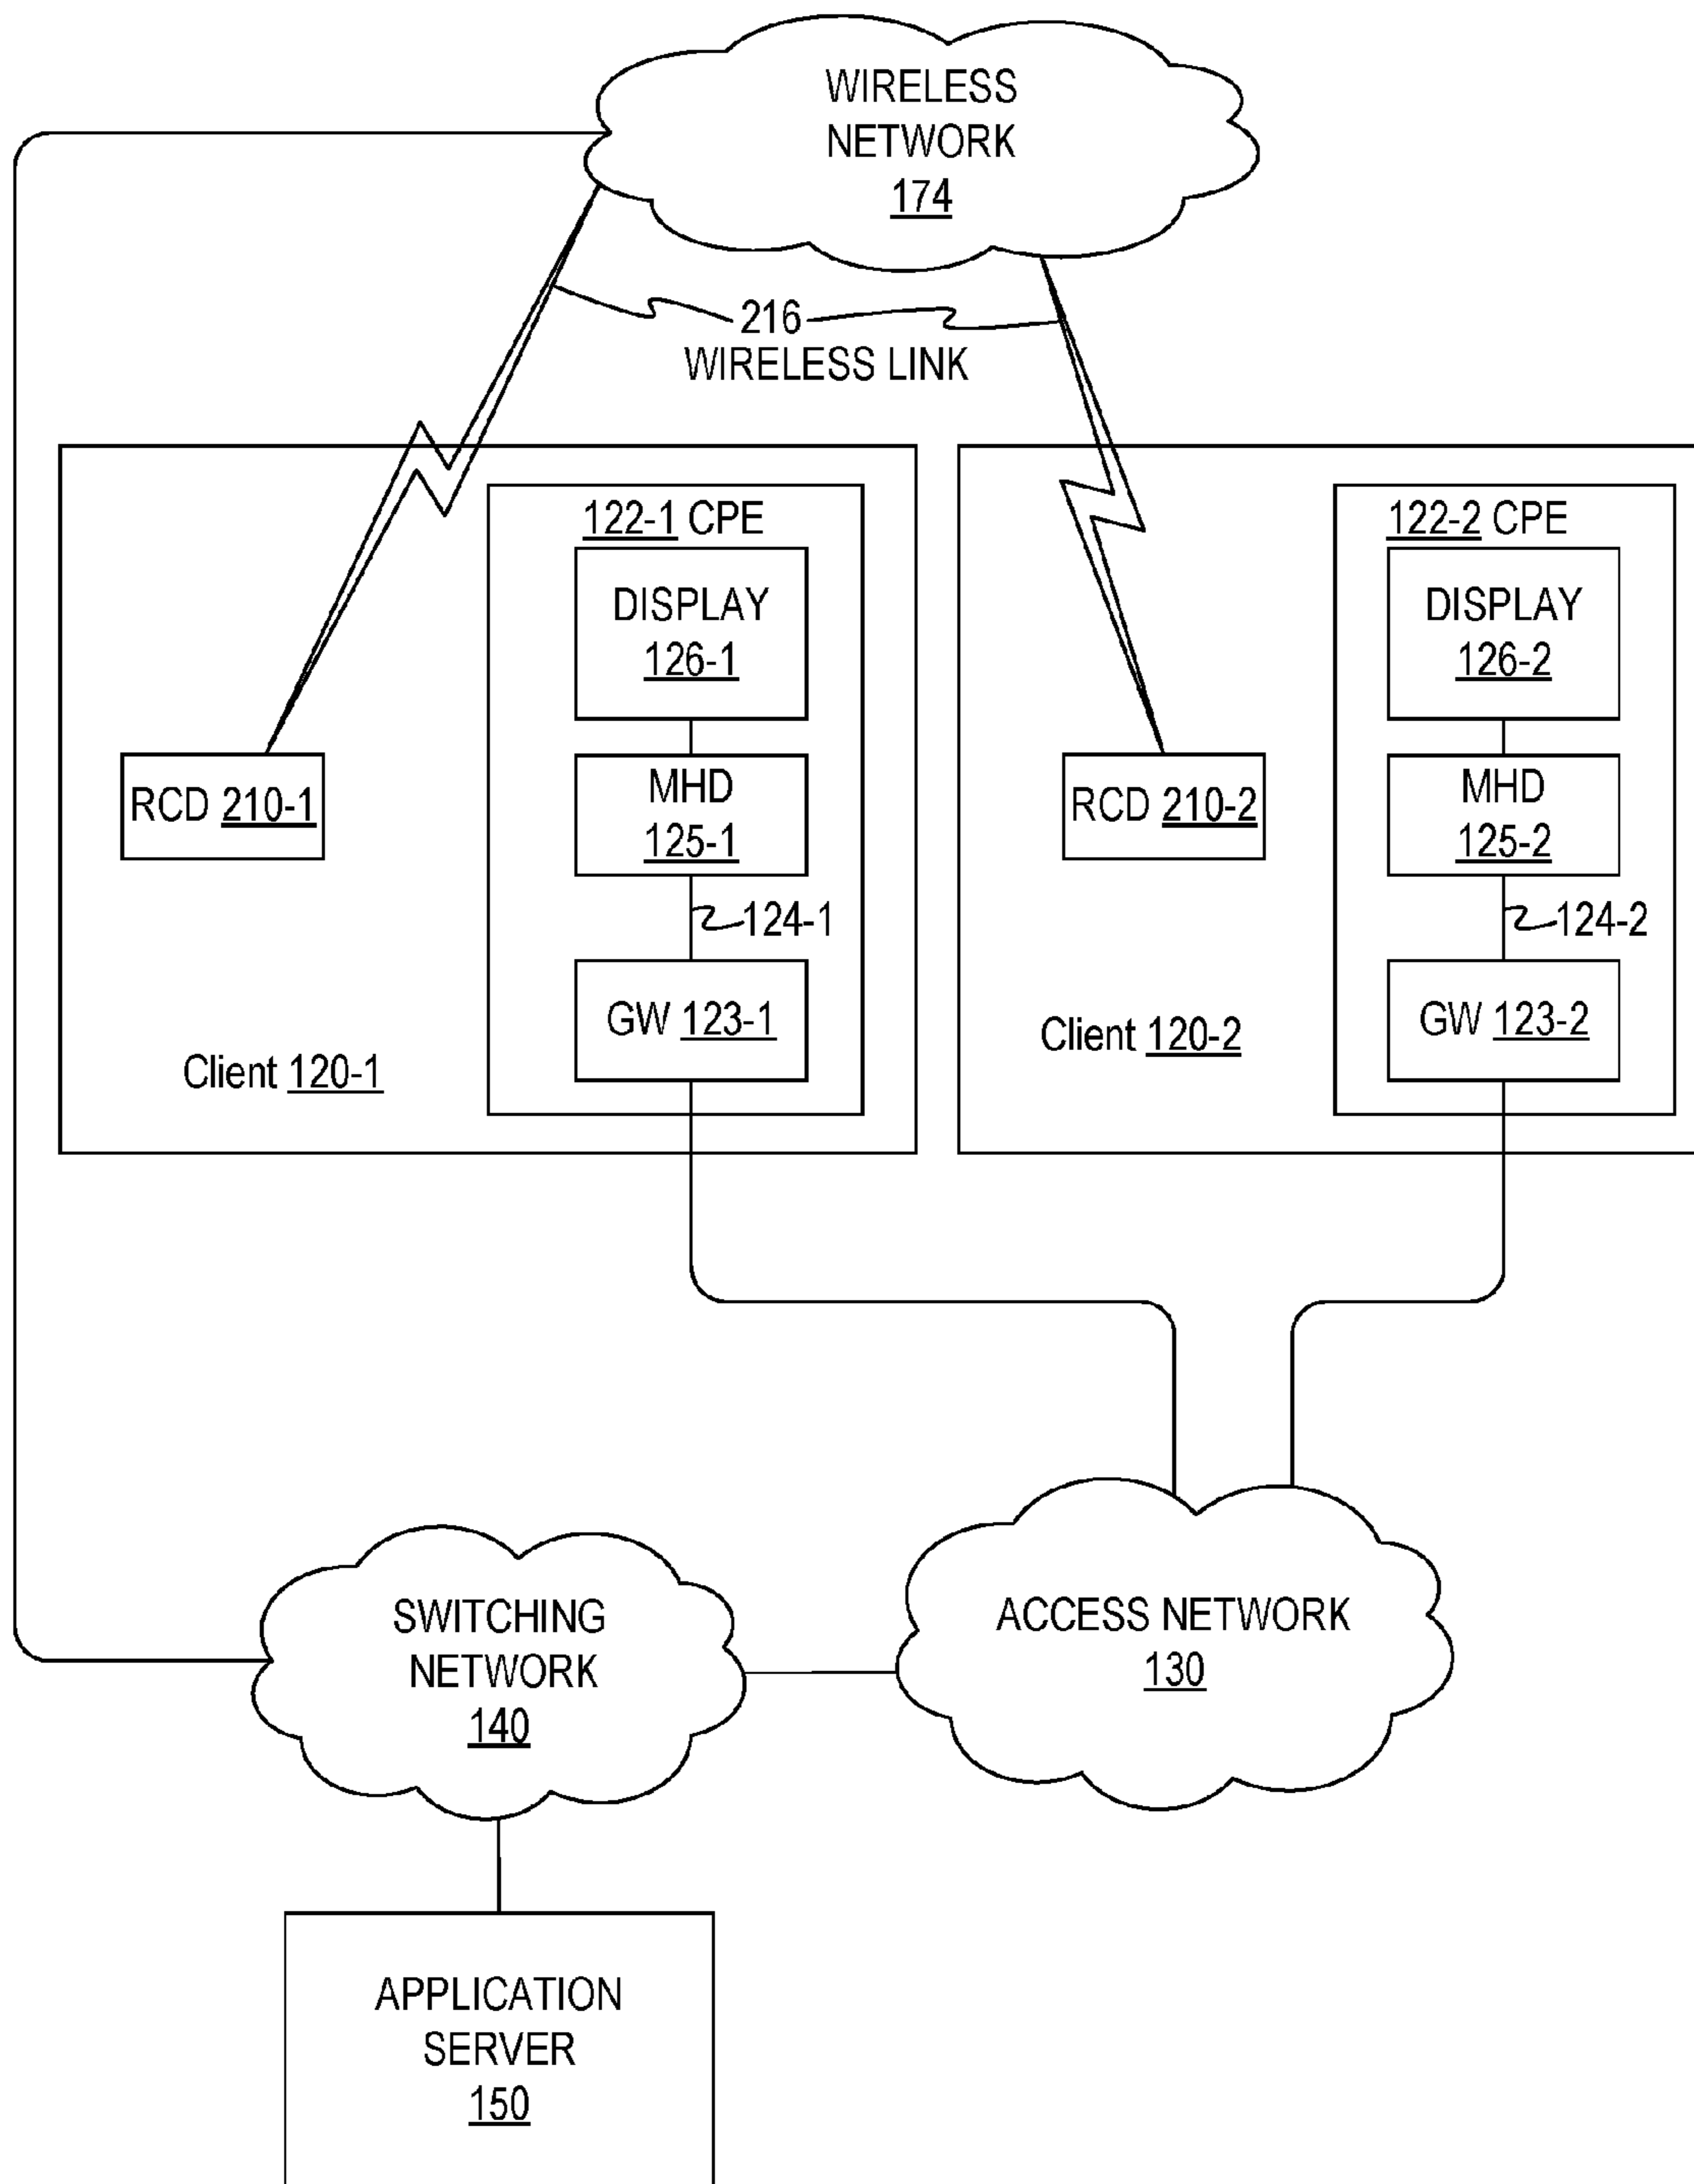 WIRELESS
NETWORK
174
216
WIRELESS LINK
122-1 CPE
DISPLAY
126-1
RCD 210-1
MHD
125-1
124-1
GW 123-1
Client 120-1
122-2 CPE
DISPLAY
126-2
RCD 210-2
MHD
125-2
124-2
GW 123-2
Client 120-2
SWITCHING
NETWORK
140
ACCESS NETWORK
130
APPLICATION
SERVER
150